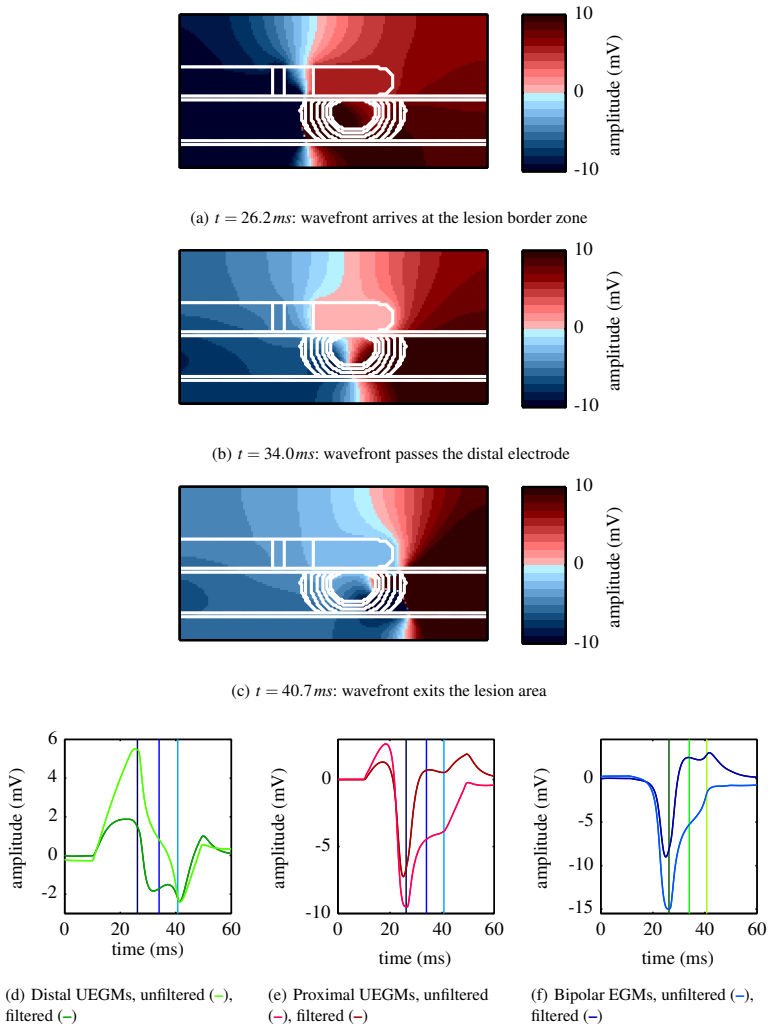 10
0
-10
amplitude (mV)
(a) t = 26.2ms: wavefront arrives at the lesion border zone
10
0
-10
amplitude (mV)
(b) t = 34.0ms: wavefront passes the distal electrode
10
0
-10
amplitude (mV)
(c) t = 40.7ms: wavefront exits the lesion area
6
4
2
0
-2
amplitude (mV)
0 20 40 60
time (ms)
0
-5
-10
amplitude (mV)
0 20 40 60
time (ms)
5
0
-5
-10
-15
amplitude (mV)
0 20 40 60
time (ms)
(d) Distal UEGMs, unfiltered (–),
filtered (–)
(e) Proximal UEGMs, unfiltered
(–), filtered (–)
(f) Bipolar EGMs, unfiltered (–),
filtered (–)